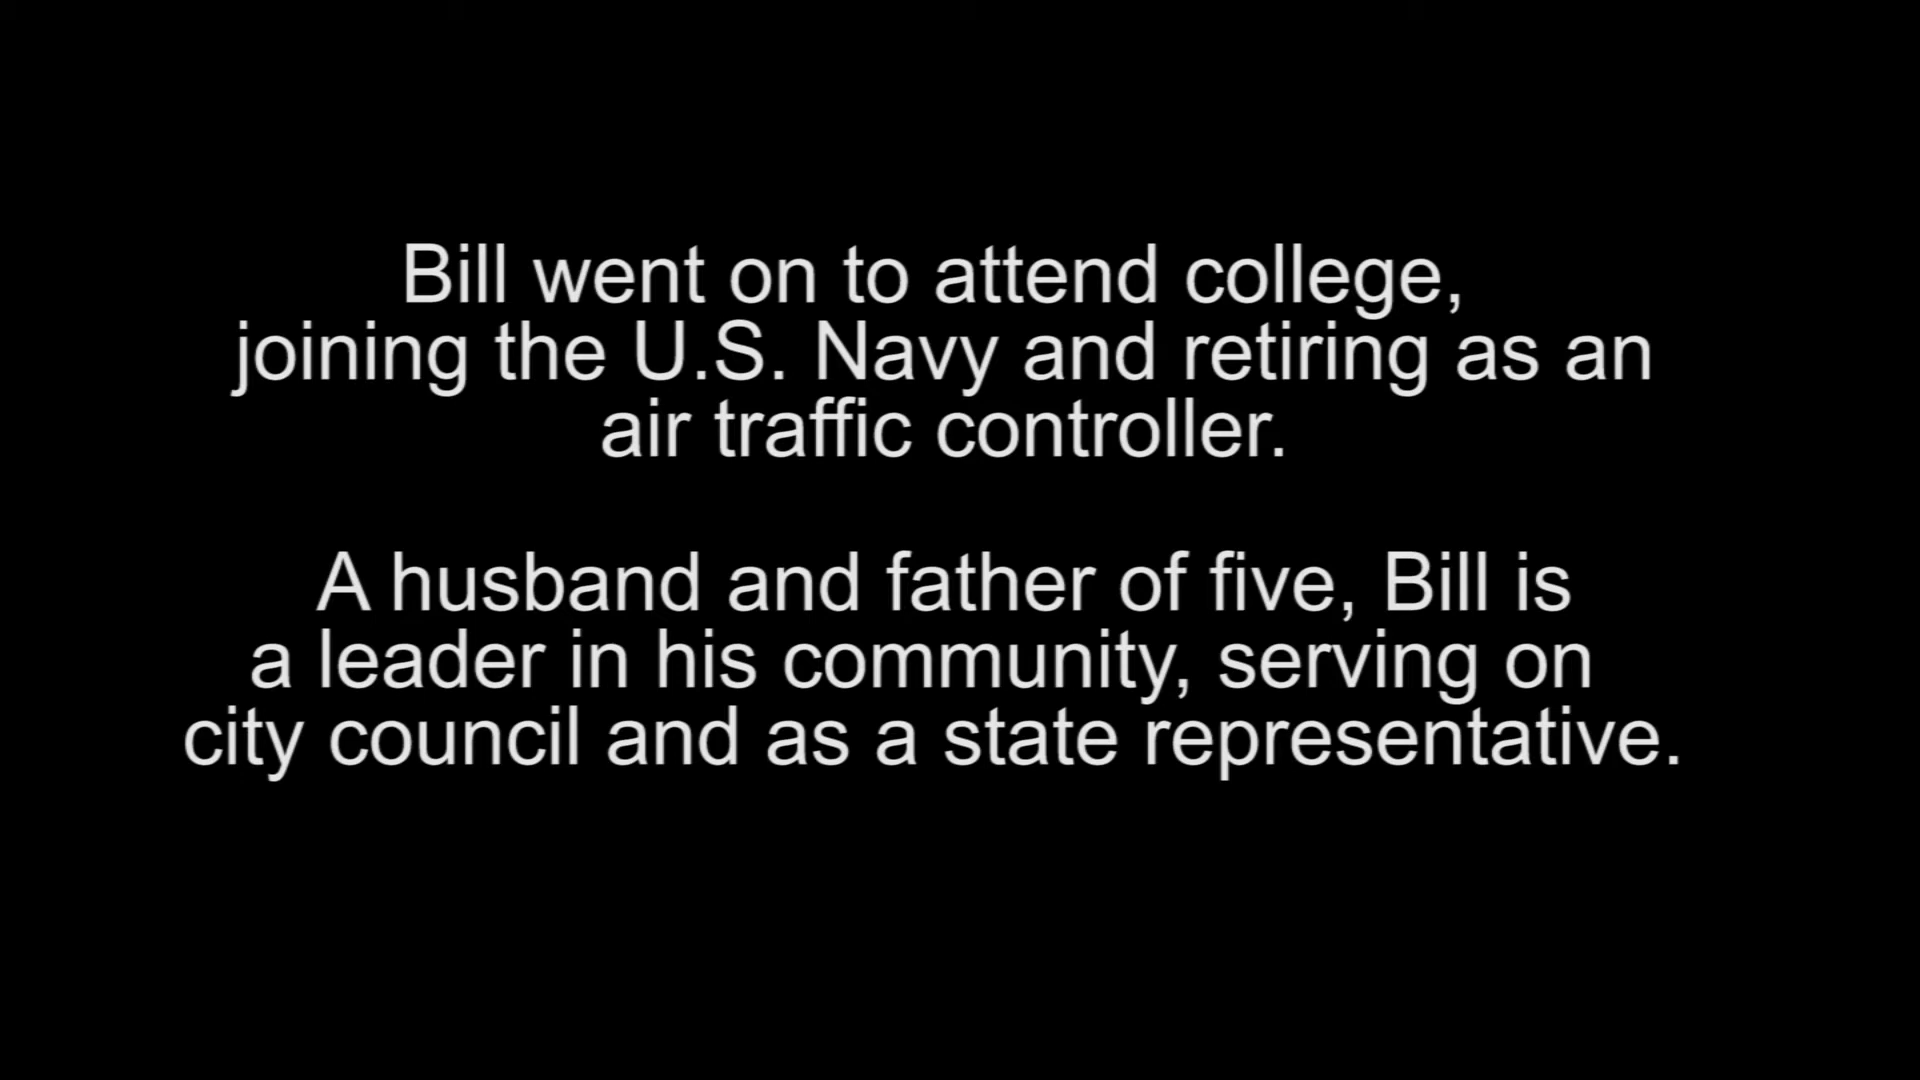 Bill went on to attend college,
joining the U.S. Navy and retiring as an
air traffic controller.
A husband and father of five, Bill is
a leader in his community, serving on
city council and as a state representative.